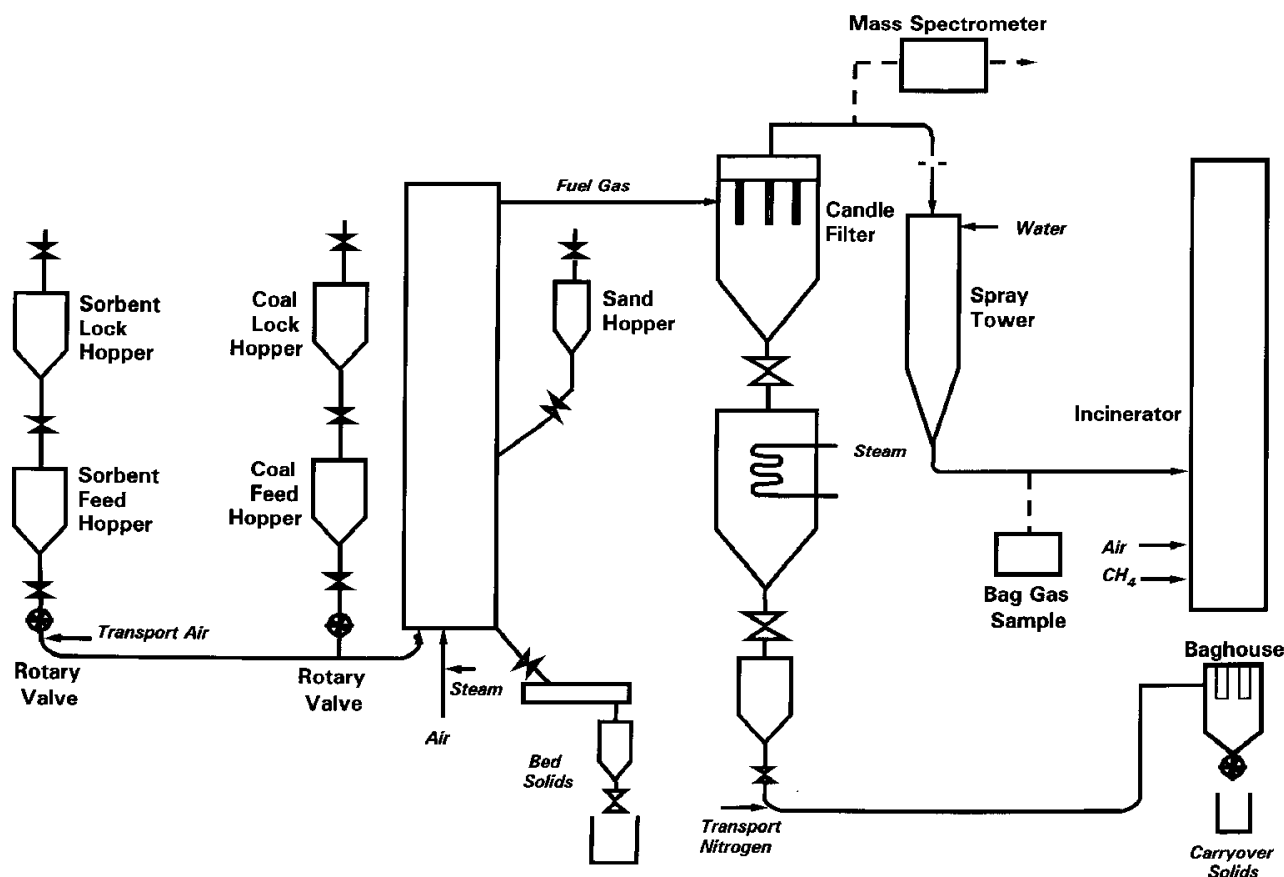 Mass Spectrometer
Fuel Gas
Candle
Filter
Water
Spray
Tower
Sorbent
Lock
Hopper
Coal
Lock
Hopper
Sand
Hopper
Incinerator
Steam
Sorbent
Feed
Hopper
Coal
Feed
Hopper
Air
CH₄
Bag Gas
Sample
Transport Air
Rotary
Valve
Rotary
Valve
Steam
Air
Baghouse
Bed
Solids
Transport
Nitrogen
Carryover
Solids